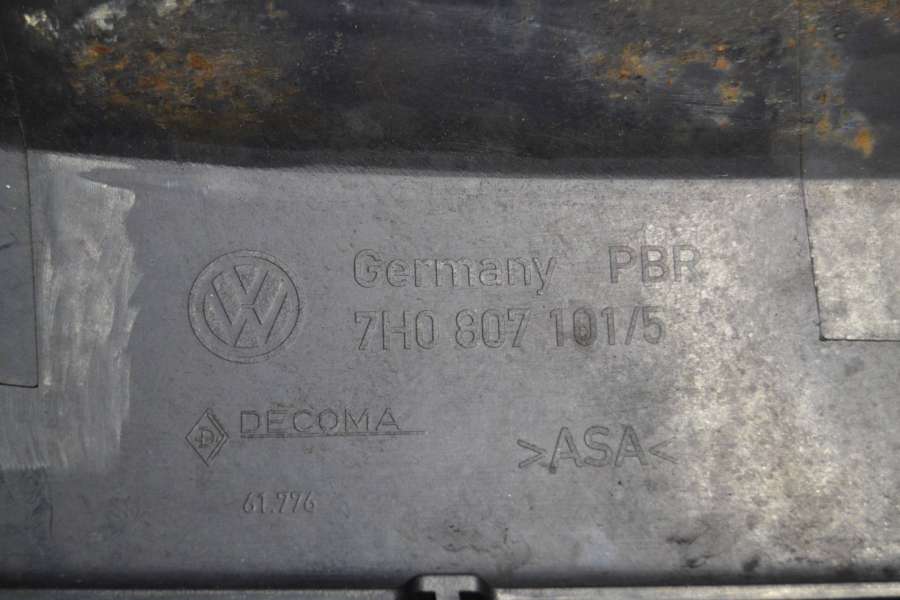 Germany PBR
7H0 807 101/5
DECOMA
>ASA<
61.776